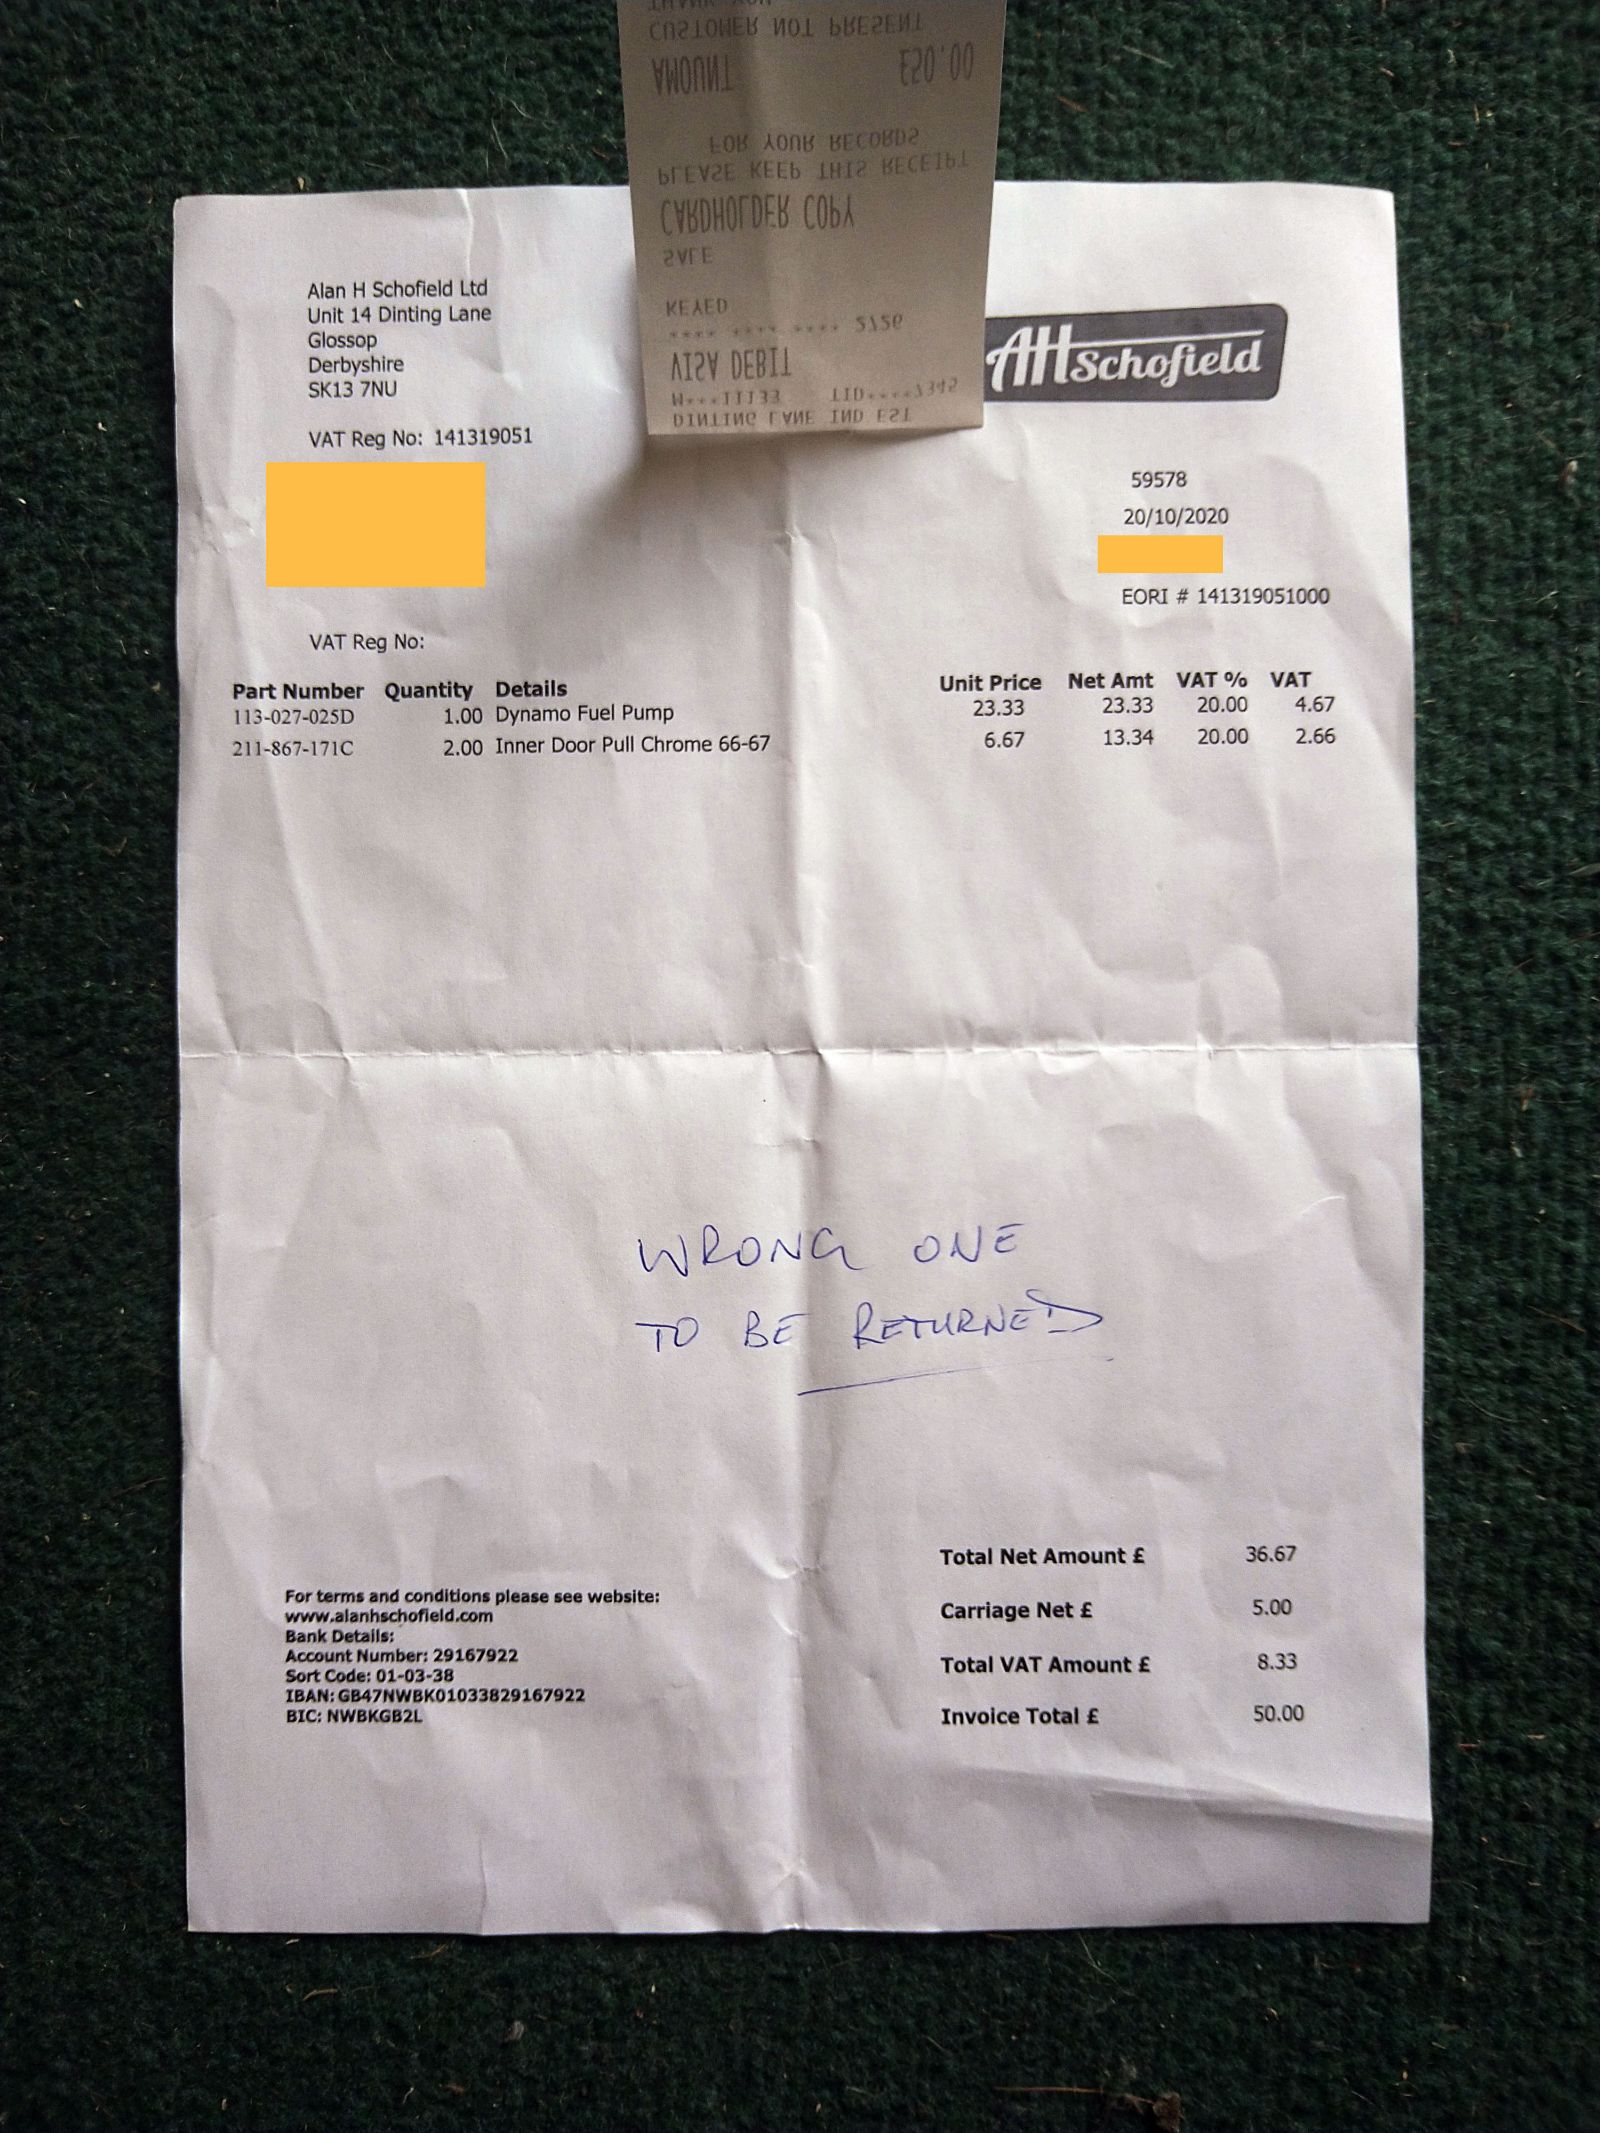 THANK YOU
CUSTOMER NOT PRESENT
AMOUNT £50.00
FOR YOUR RECORDS
PLEASE KEEP THIS RECEIPT
CARDHOLDER COPY
SALE
KEYED
**** **** **** 2726
VISA DEBIT
M***11133 TID****7345
DINTING LANE IND EST
Alan H Schofield Ltd
Unit 14 Dinting Lane
Glossop
Derbyshire
SK13 7NU
VAT Reg No: 141319051
AHSchofield
59578
20/10/2020
EORI # 141319051000
VAT Reg No:
Part Number Quantity Details Unit Price Net Amt VAT % VAT
113-027-025D 1.00 Dynamo Fuel Pump 23.33 23.33 20.00 4.67
211-867-171C 2.00 Inner Door Pull Chrome 66-67 6.67 13.34 20.00 2.66
WRONG ONE
TO BE RETURNED
Total Net Amount £ 36.67
Carriage Net £ 5.00
Total VAT Amount £ 8.33
Invoice Total £ 50.00
For terms and conditions please see website:
www.alanhschofield.com
Bank Details:
Account Number: 29167922
Sort Code: 01-03-38
IBAN: GB47NWBK01033829167922
BIC: NWBKGB2L